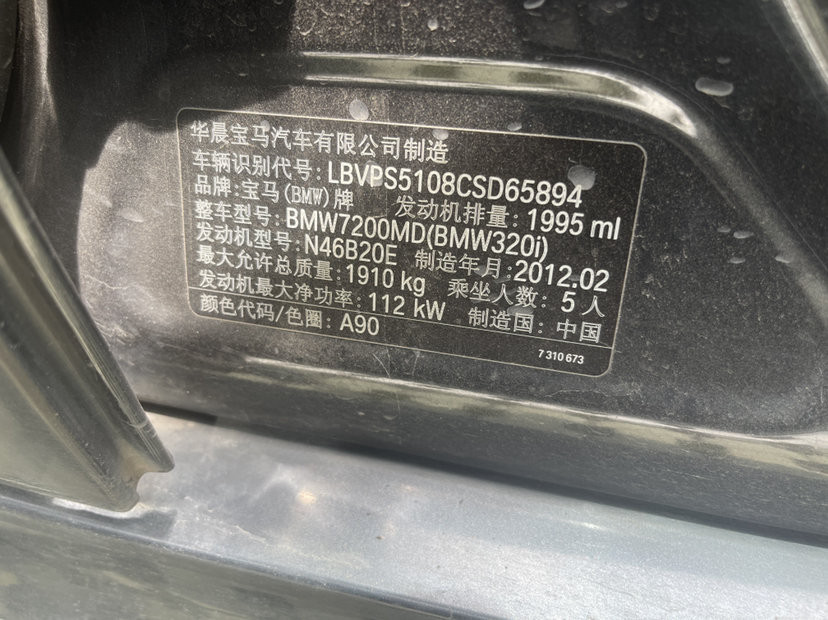 华晨宝马汽车有限公司制造
车辆识别代号: LBVPS5108CSD65894
品牌: 宝马(BMW)牌 发动机排量: 1995 ml
整车型号: BMW7200MD(BMW320i)
发动机型号: N46B20E 制造年月: 2012.02
最大允许总质量: 1910 kg 乘坐人数: 5 人
发动机最大净功率: 112 kW 制造国: 中国
颜色代码/色圈: A90
7 310 673